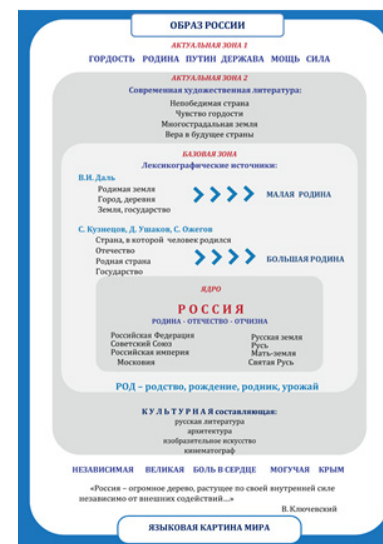 ОБРАЗ РОССИИ
АКТУАЛЬНАЯ ЗОНА 1
ГОРДОСТЬ РОДИНА ПУТИН ДЕРЖАВА МОЩЬ СИЛА
АКТУАЛЬНАЯ ЗОНА 2
Современная художественная литература:
Непобедимая страна
Чувство гордости
Многострадальная земля
Вера в будущее страны
БАЗОВАЯ ЗОНА
Лексикографические источники:
В.И. Даль
Родимая земля
Город, деревня
Земля, государство
МАЛАЯ РОДИНА
С. Кузнецов, Д. Ушаков, С. Ожегов
Страна, в которой человек родился
Отечество
Родная страна
Государство
БОЛЬШАЯ РОДИНА
ЯДРО
РОССИЯ
РОДИНА - ОТЕЧЕСТВО - ОТЧИЗНА
Российская Федерация
Советский Союз
Российская империя
Московия
Русская земля
Русь
Мать-земля
Святая Русь
РОД – родство, рождение, родник, урожай
КУЛЬТУРНАЯ составляющая:
русская литература
архитектура
изобразительное искусство
кинематограф
НЕЗАВИСИМАЯ ВЕЛИКАЯ БОЛЬ В СЕРДЦЕ МОГУЧАЯ КРЫМ
«Россия – огромное дерево, растущее по своей внутренней силе
независимо от внешних содействий...»
В. Ключевский
ЯЗЫКОВАЯ КАРТИНА МИРА